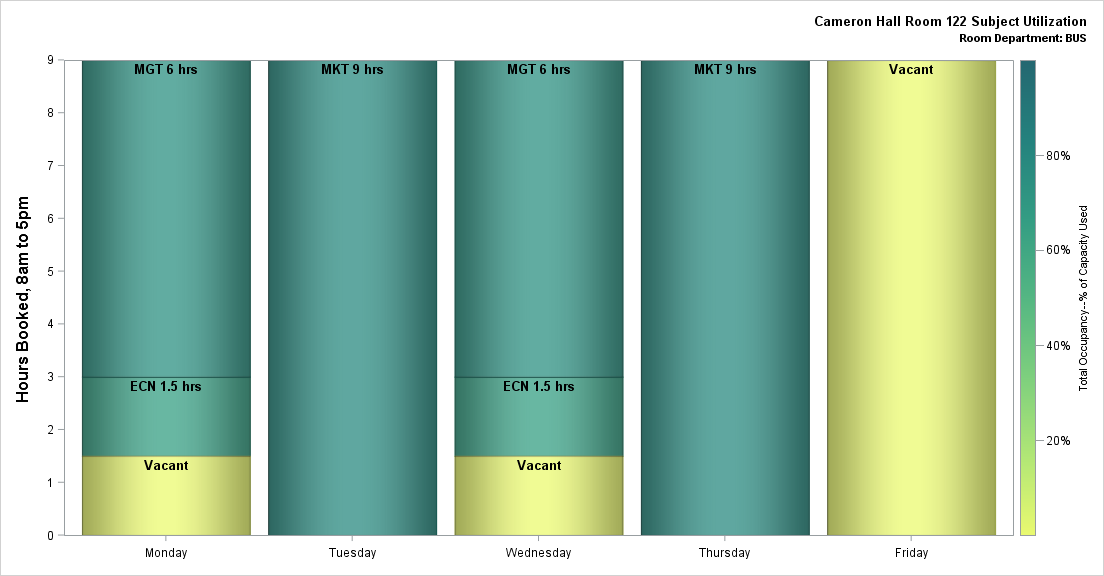 Cameron Hall Room 122 Subject Utilization
Room Department: BUS
Hours Booked, 8am to 5pm
9
8
7
6
5
4
3
2
1
0
MGT 6 hrs
ECN 1.5 hrs
Vacant
MKT 9 hrs
MGT 6 hrs
ECN 1.5 hrs
Vacant
MKT 9 hrs
Vacant
Monday
Tuesday
Wednesday
Thursday
Friday
80%
60%
40%
20%
Total Occupancy--% of Capacity Used